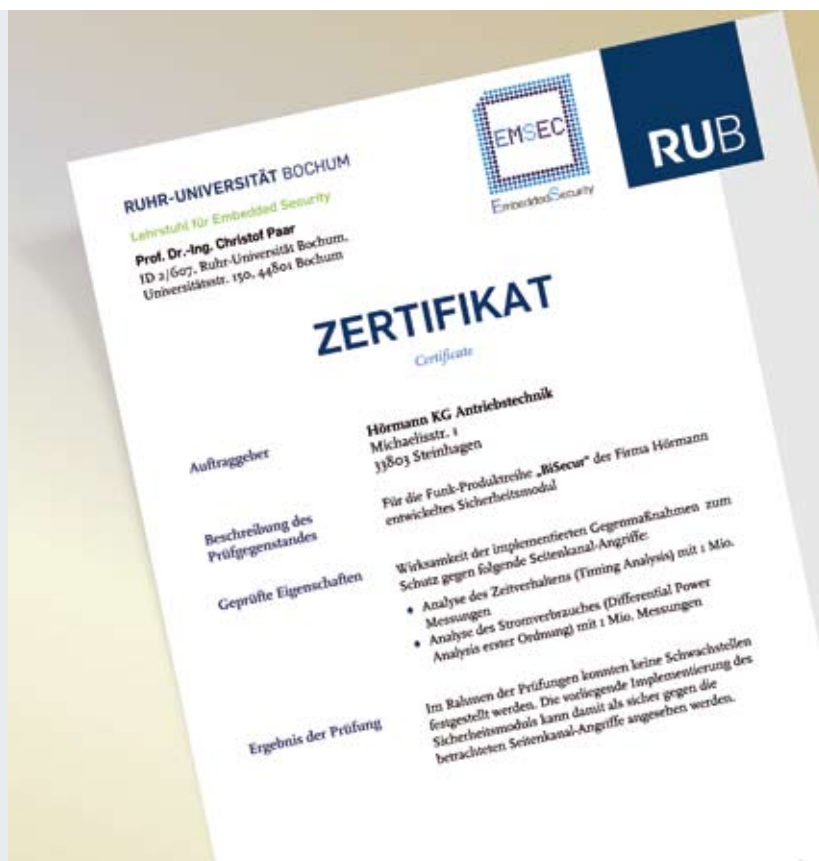 RUHR-UNIVERSITÄT BOCHUM
Lehrstuhl für Embedded Security
Prof. Dr.-Ing. Christof Paar
ID 2/607, Ruhr-Universität Bochum,
Universitätsstr. 150, 44801 Bochum
EMSEC
EmbeddedSecurity
RUB
ZERTIFIKAT
Certificate
Auftraggeber
Hörmann KG Antriebstechnik
Michaelisstr. 1
33803 Steinhagen
Beschreibung des
Prüfgegenstandes
Für die Funk-Produktreihe „BiSecur“ der Firma Hörmann
entwickeltes Sicherheitsmodul
Geprüfte Eigenschaften
Wirksamkeit der implementierten Gegenmaßnahmen zum
Schutz gegen folgende Seitenkanal-Angriffe:
• Analyse des Zeitverhaltens (Timing Analysis) mit 1 Mio.
Messungen
• Analyse des Stromverbrauches (Differential Power
Analysis erster Ordnung) mit 1 Mio. Messungen
Ergebnis der Prüfung
Im Rahmen der Prüfungen konnten keine Schwachstellen
festgestellt werden. Die vorliegende Implementierung des
Sicherheitsmoduls kann damit als sicher gegen die
betrachteten Seitenkanal-Angriffe angesehen werden.